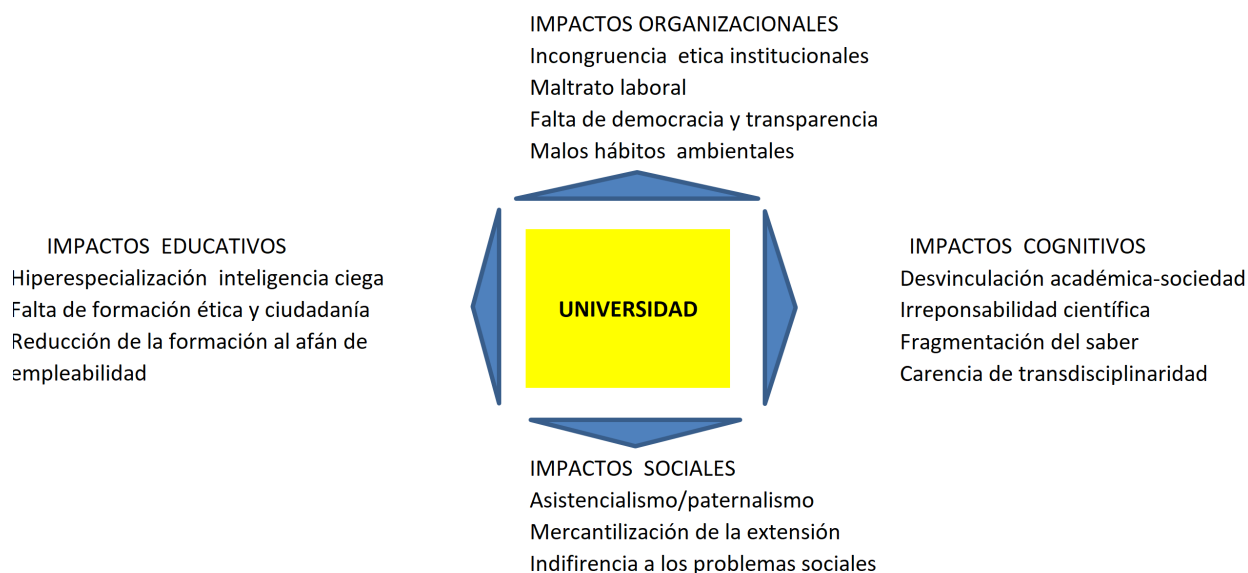 IMPACTOS ORGANIZACIONALES
Incongruencia etica institucionales
Maltrato laboral
Falta de democracia y transparencia
Malos hábitos ambientales
IMPACTOS EDUCATIVOS
Hiperespecialización inteligencia ciega
Falta de formación ética y ciudadanía
Reducción de la formación al afán de
empleabilidad
UNIVERSIDAD
IMPACTOS COGNITIVOS
Desvinculación académica-sociedad
Irreponsabilidad científica
Fragmentación del saber
Carencia de transdisciplinaridad
IMPACTOS SOCIALES
Asistencialismo/paternalismo
Mercantilización de la extensión
Indifirencia a los problemas sociales